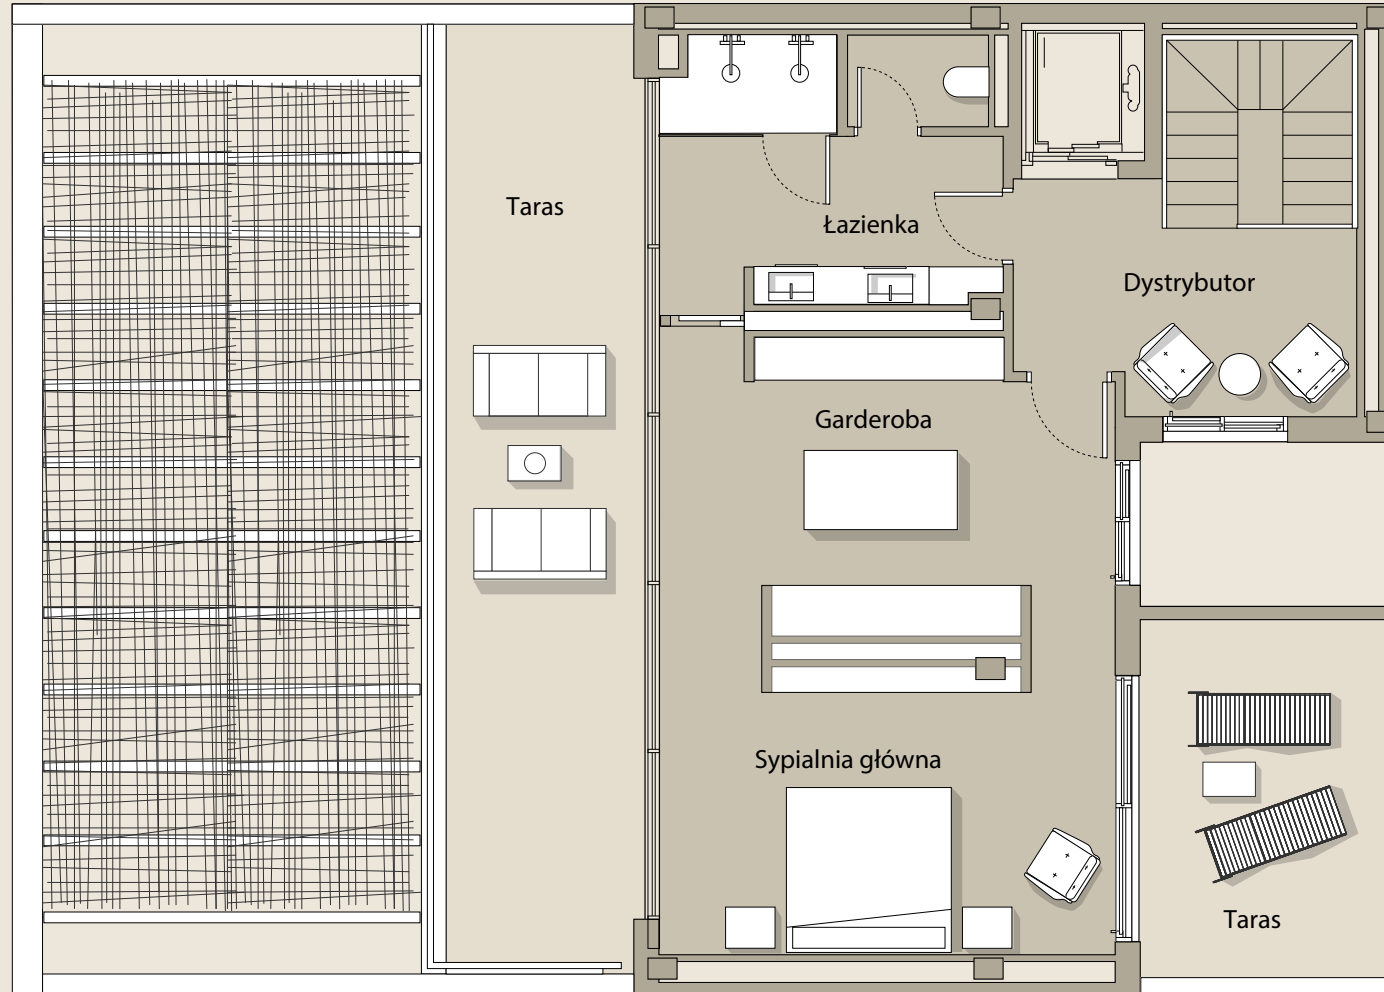 Taras
Łazienka
Dystrybutor
Garderoba
Sypialnia główna
Taras